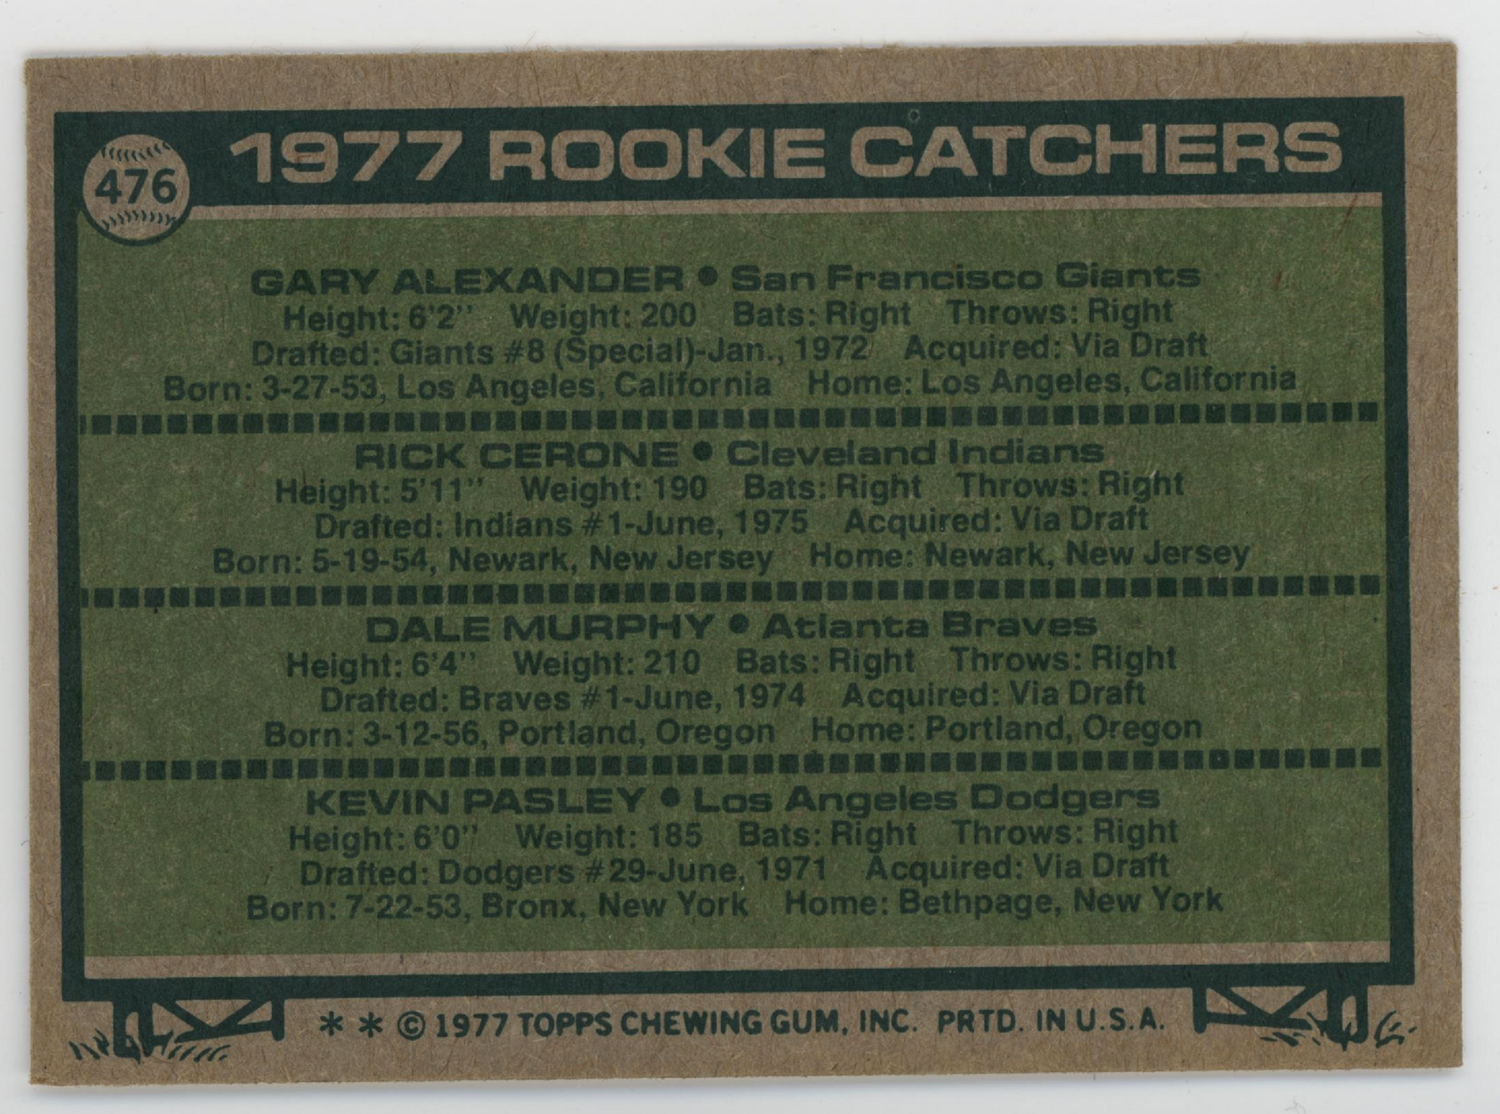 476
1977 ROOKIE CATCHERS
GARY ALEXANDER • San Francisco Giants
Height: 6'2'' Weight: 200 Bats: Right Throws: Right
Drafted: Giants #8 (Special)-Jan., 1972 Acquired: Via Draft
Born: 3-27-53, Los Angeles, California Home: Los Angeles, California
RICK CERONE • Cleveland Indians
Height: 5'11'' Weight: 190 Bats: Right Throws: Right
Drafted: Indians #1-June, 1975 Acquired: Via Draft
Born: 5-19-54, Newark, New Jersey Home: Newark, New Jersey
DALE MURPHY • Atlanta Braves
Height: 6'4'' Weight: 210 Bats: Right Throws: Right
Drafted: Braves #1-June, 1974 Acquired: Via Draft
Born: 3-12-56, Portland, Oregon Home: Portland, Oregon
KEVIN PASLEY • Los Angeles Dodgers
Height: 6'0'' Weight: 185 Bats: Right Throws: Right
Drafted: Dodgers #29-June, 1971 Acquired: Via Draft
Born: 7-22-53, Bronx, New York Home: Bethpage, New York
* * © 1977 TOPPS CHEWING GUM, INC. PRTD. IN U.S.A.